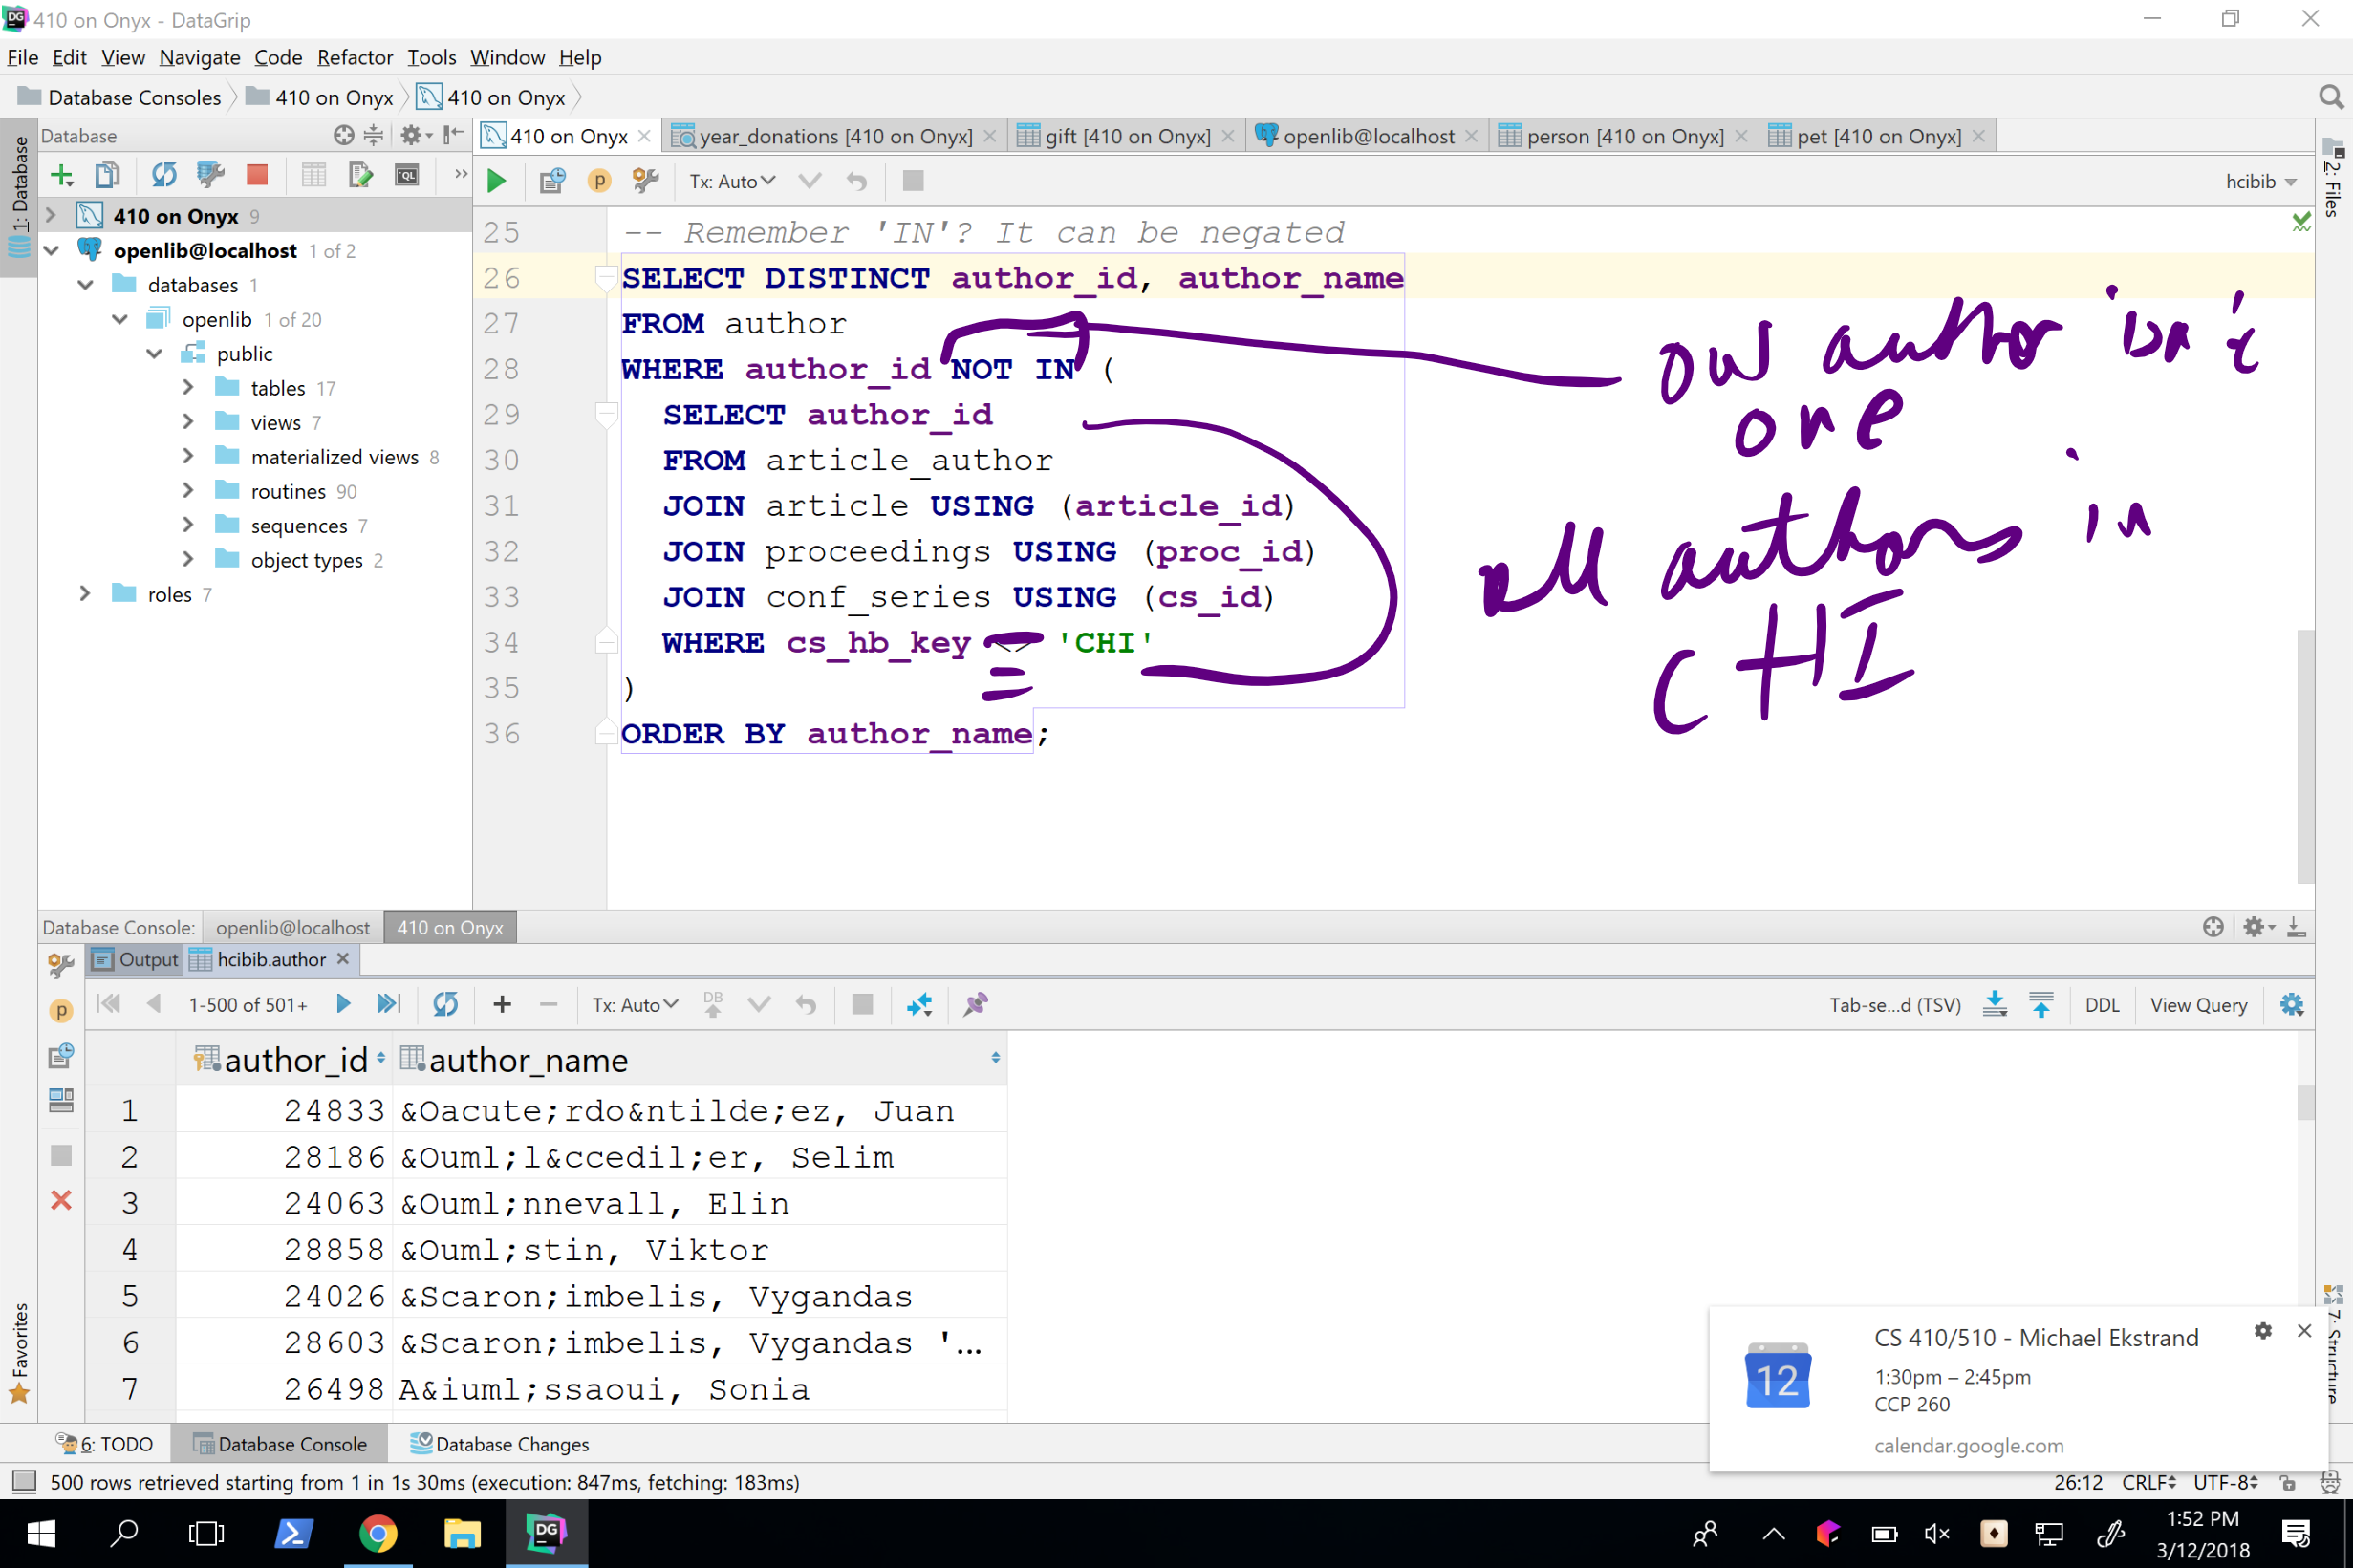 410 on Onyx - DataGrip
File Edit View Navigate Code Refactor Tools Window Help
Database Consoles 410 on Onyx 410 on Onyx
1: Database
Database
410 on Onyx 9
openlib@localhost 1 of 2
databases 1
openlib 1 of 20
public
tables 17
views 7
materialized views 8
routines 90
sequences 7
object types 2
roles 7
410 on Onyx year_donations [410 on Onyx] gift [410 on Onyx] openlib@localhost person [410 on Onyx] pet [410 on Onyx]
Tx: Auto hcibib
2: Files
25 -- Remember 'IN'? It can be negated
26 SELECT DISTINCT author_id, author_name
27 FROM author
28 WHERE author_id NOT IN (
29 SELECT author_id
30 FROM article_author
31 JOIN article USING (article_id)
32 JOIN proceedings USING (proc_id)
33 JOIN conf_series USING (cs_id)
34 WHERE cs_hb_key <> 'CHI'
=
35 )
36 ORDER BY author_name;
our author isn't
one
all authors in
CHI
Database Console: openlib@localhost 410 on Onyx
Output hcibib.author
1-500 of 501+ Tx: Auto DB Tab-se...d (TSV) DDL View Query
author_id author_name
1 24833 &Oacute;rdo&ntilde;ez, Juan
2 28186 &Ouml;l&ccedil;er, Selim
3 24063 &Ouml;nnevall, Elin
4 28858 &Ouml;stin, Viktor
5 24026 &Scaron;imbelis, Vygandas
6 28603 &Scaron;imbelis, Vygandas '...
7 26498 A&iuml;ssaoui, Sonia
Favorites
7: Structure
12
CS 410/510 - Michael Ekstrand
1:30pm – 2:45pm
CCP 260
calendar.google.com
6: TODO Database Console Database Changes
500 rows retrieved starting from 1 in 1s 30ms (execution: 847ms, fetching: 183ms)
26:12 CRLF UTF-8
1:52 PM
3/12/2018